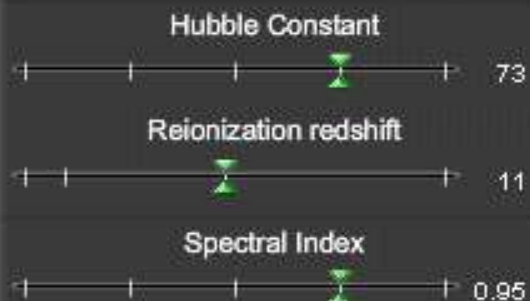 Hubble Constant
73
Reionization redshift
11
Spectral Index
0.95